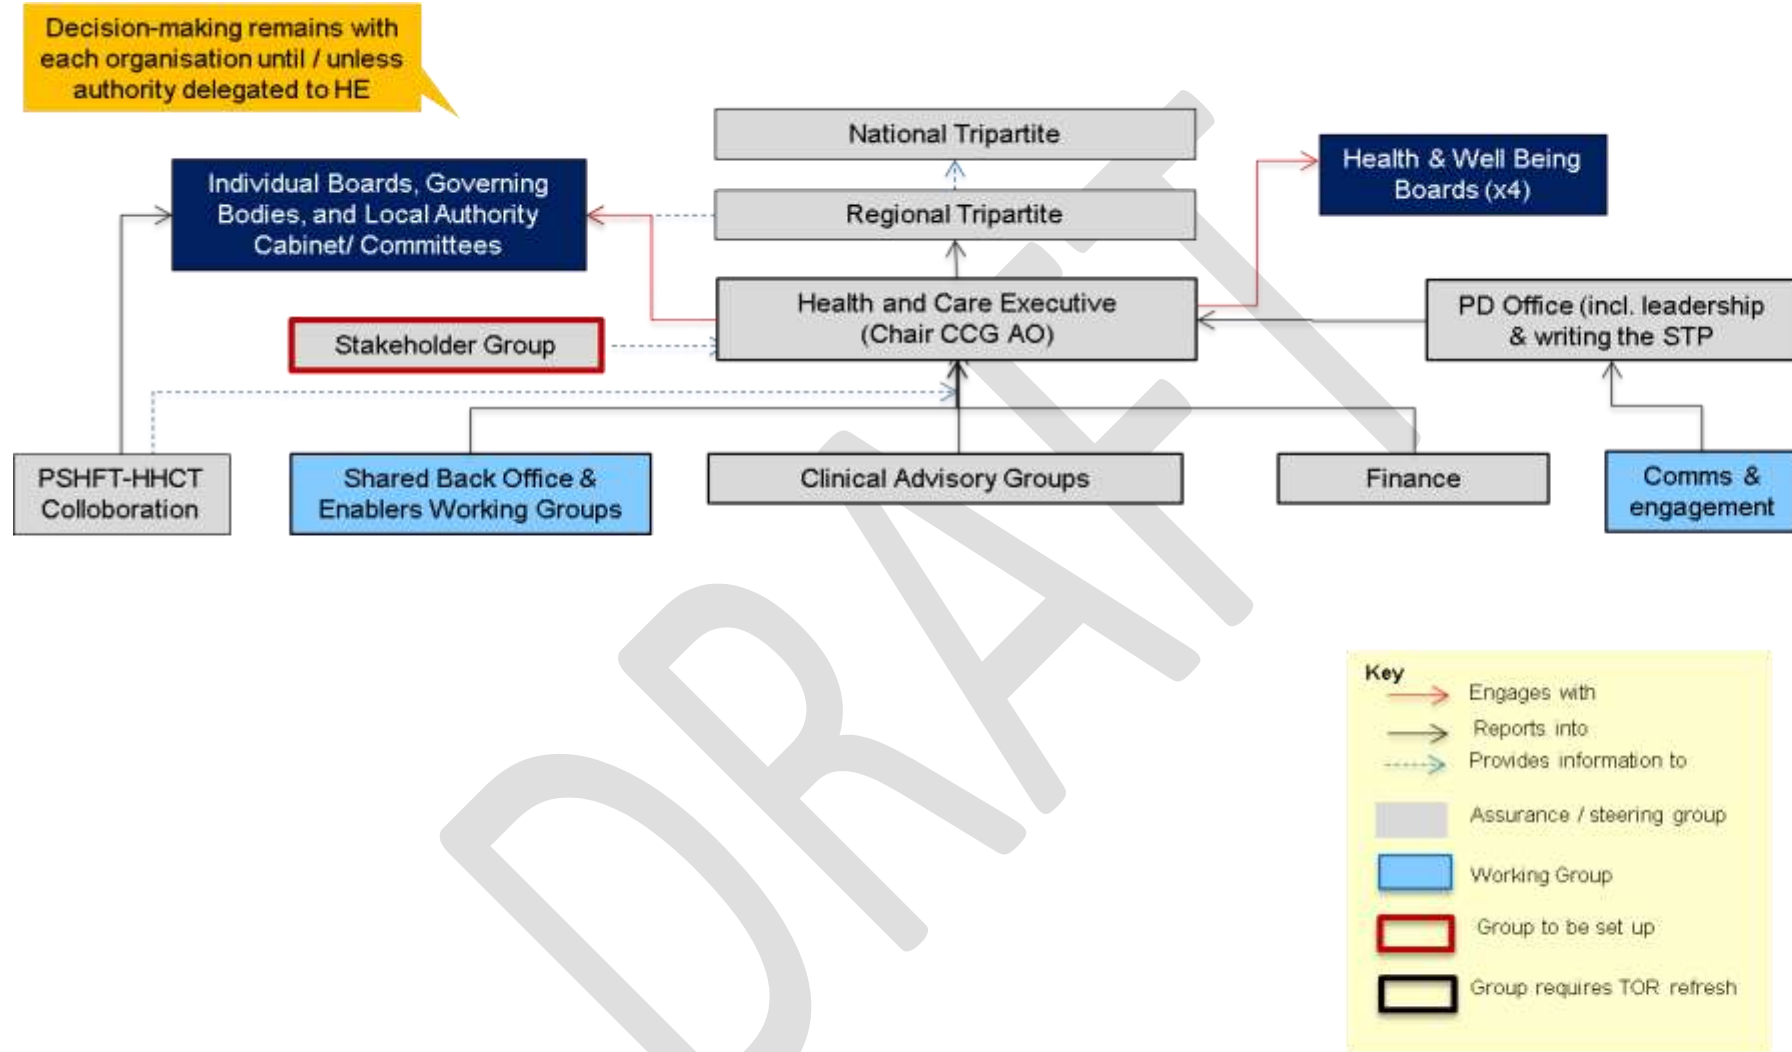 Decision-making remains with
each organisation until / unless
authority delegated to HE
National Tripartite
Health & Well Being
Boards (x4)
Individual Boards, Governing
Bodies, and Local Authority
Cabinet/ Committees
Regional Tripartite
Health and Care Executive
(Chair CCG AO)
PD Office (incl. leadership
& writing the STP
Stakeholder Group
PSHFT-HHCT
Colloboration
Shared Back Office &
Enablers Working Groups
Clinical Advisory Groups
Finance
Comms &
engagement
DRAFT
Key
Engages with
Reports into
Provides information to
Assurance / steering group
Working Group
Group to be set up
Group requires TOR refresh